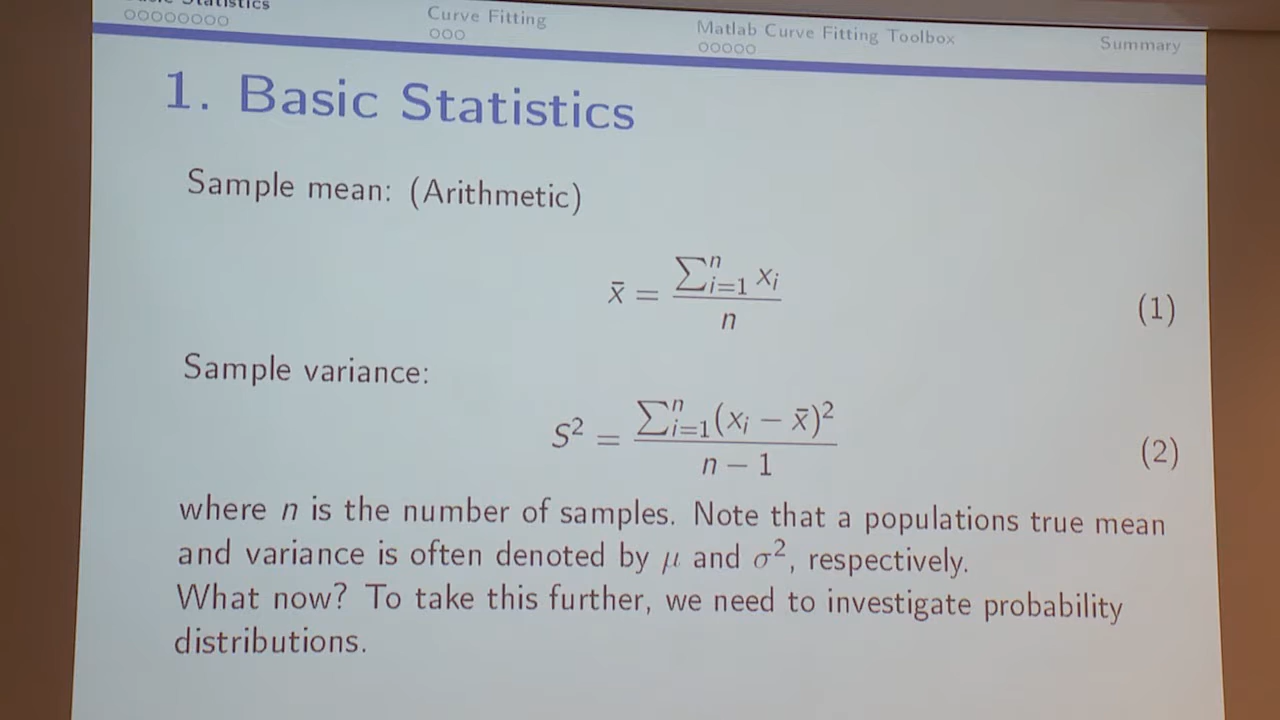 Statistics
Curve Fitting
Matlab Curve Fitting Toolbox
Summary
1. Basic Statistics
Sample mean: (Arithmetic)
x̄ = ∑ⁿᵢ₌₁ xᵢ / n (1)
Sample variance:
S² = ∑ⁿᵢ₌₁(xᵢ − x̄)² / n − 1 (2)
where n is the number of samples. Note that a populations true mean
and variance is often denoted by μ and σ², respectively.
What now? To take this further, we need to investigate probability
distributions.